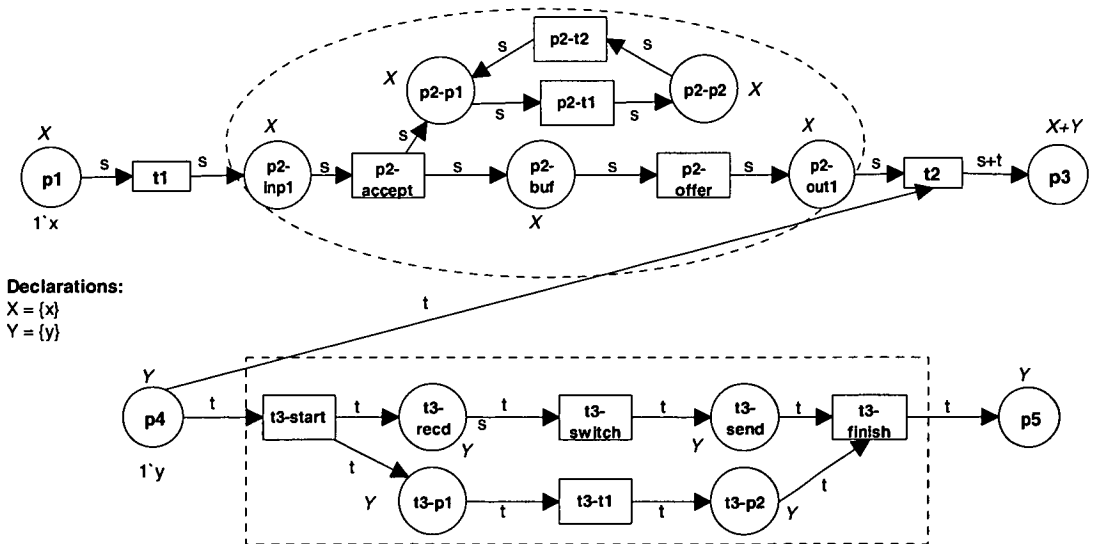 p2-t2
s
s
X
p2-p1
p2-p2
X
s
p2-t1
s
X
X
s
X
X+Y
p1
s
t1
s
p2-
inp1
s
p2-
accept
s
p2-
buf
s
p2-
offer
s
p2-
out1
s
t2
s+t
p3
1`x
X
Declarations:
X = {x}
Y = {y}
t
Y
Y
p4
t
t3-start
t
t3-
recd
t
s
t3-
switch
t
t3-
send
t
t3-
finish
t
p5
Y
Y
1`y
t
Y
t3-p1
t
t3-t1
t
t3-p2
Y
t